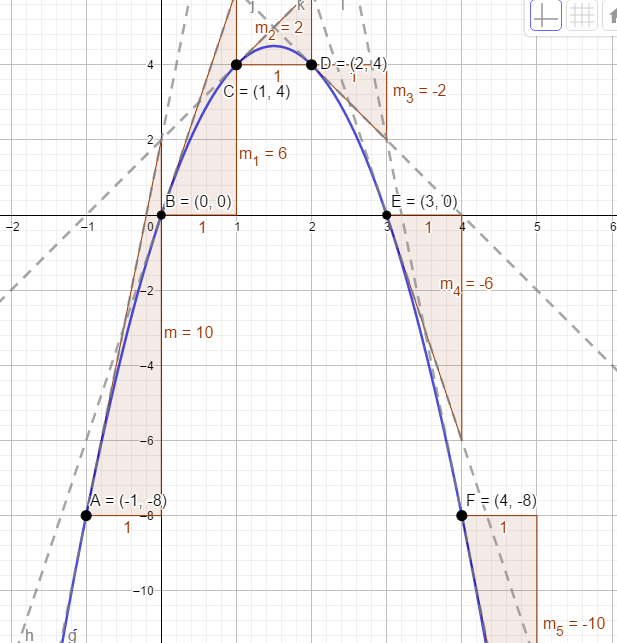 j k l
m₂ = 2
4
1
D = (2, 4)
1
C = (1, 4)
m₃ = -2
2
m₁ = 6
B = (0, 0)
E = (3, 0)
−2 −1 0 1 2 3 1 4 5 6
−2
m₄ = -6
m = 10
−4
−6
A = (-1, -8)
−8
F = (4, -8)
1
1
−10
m₅ = -10
h g